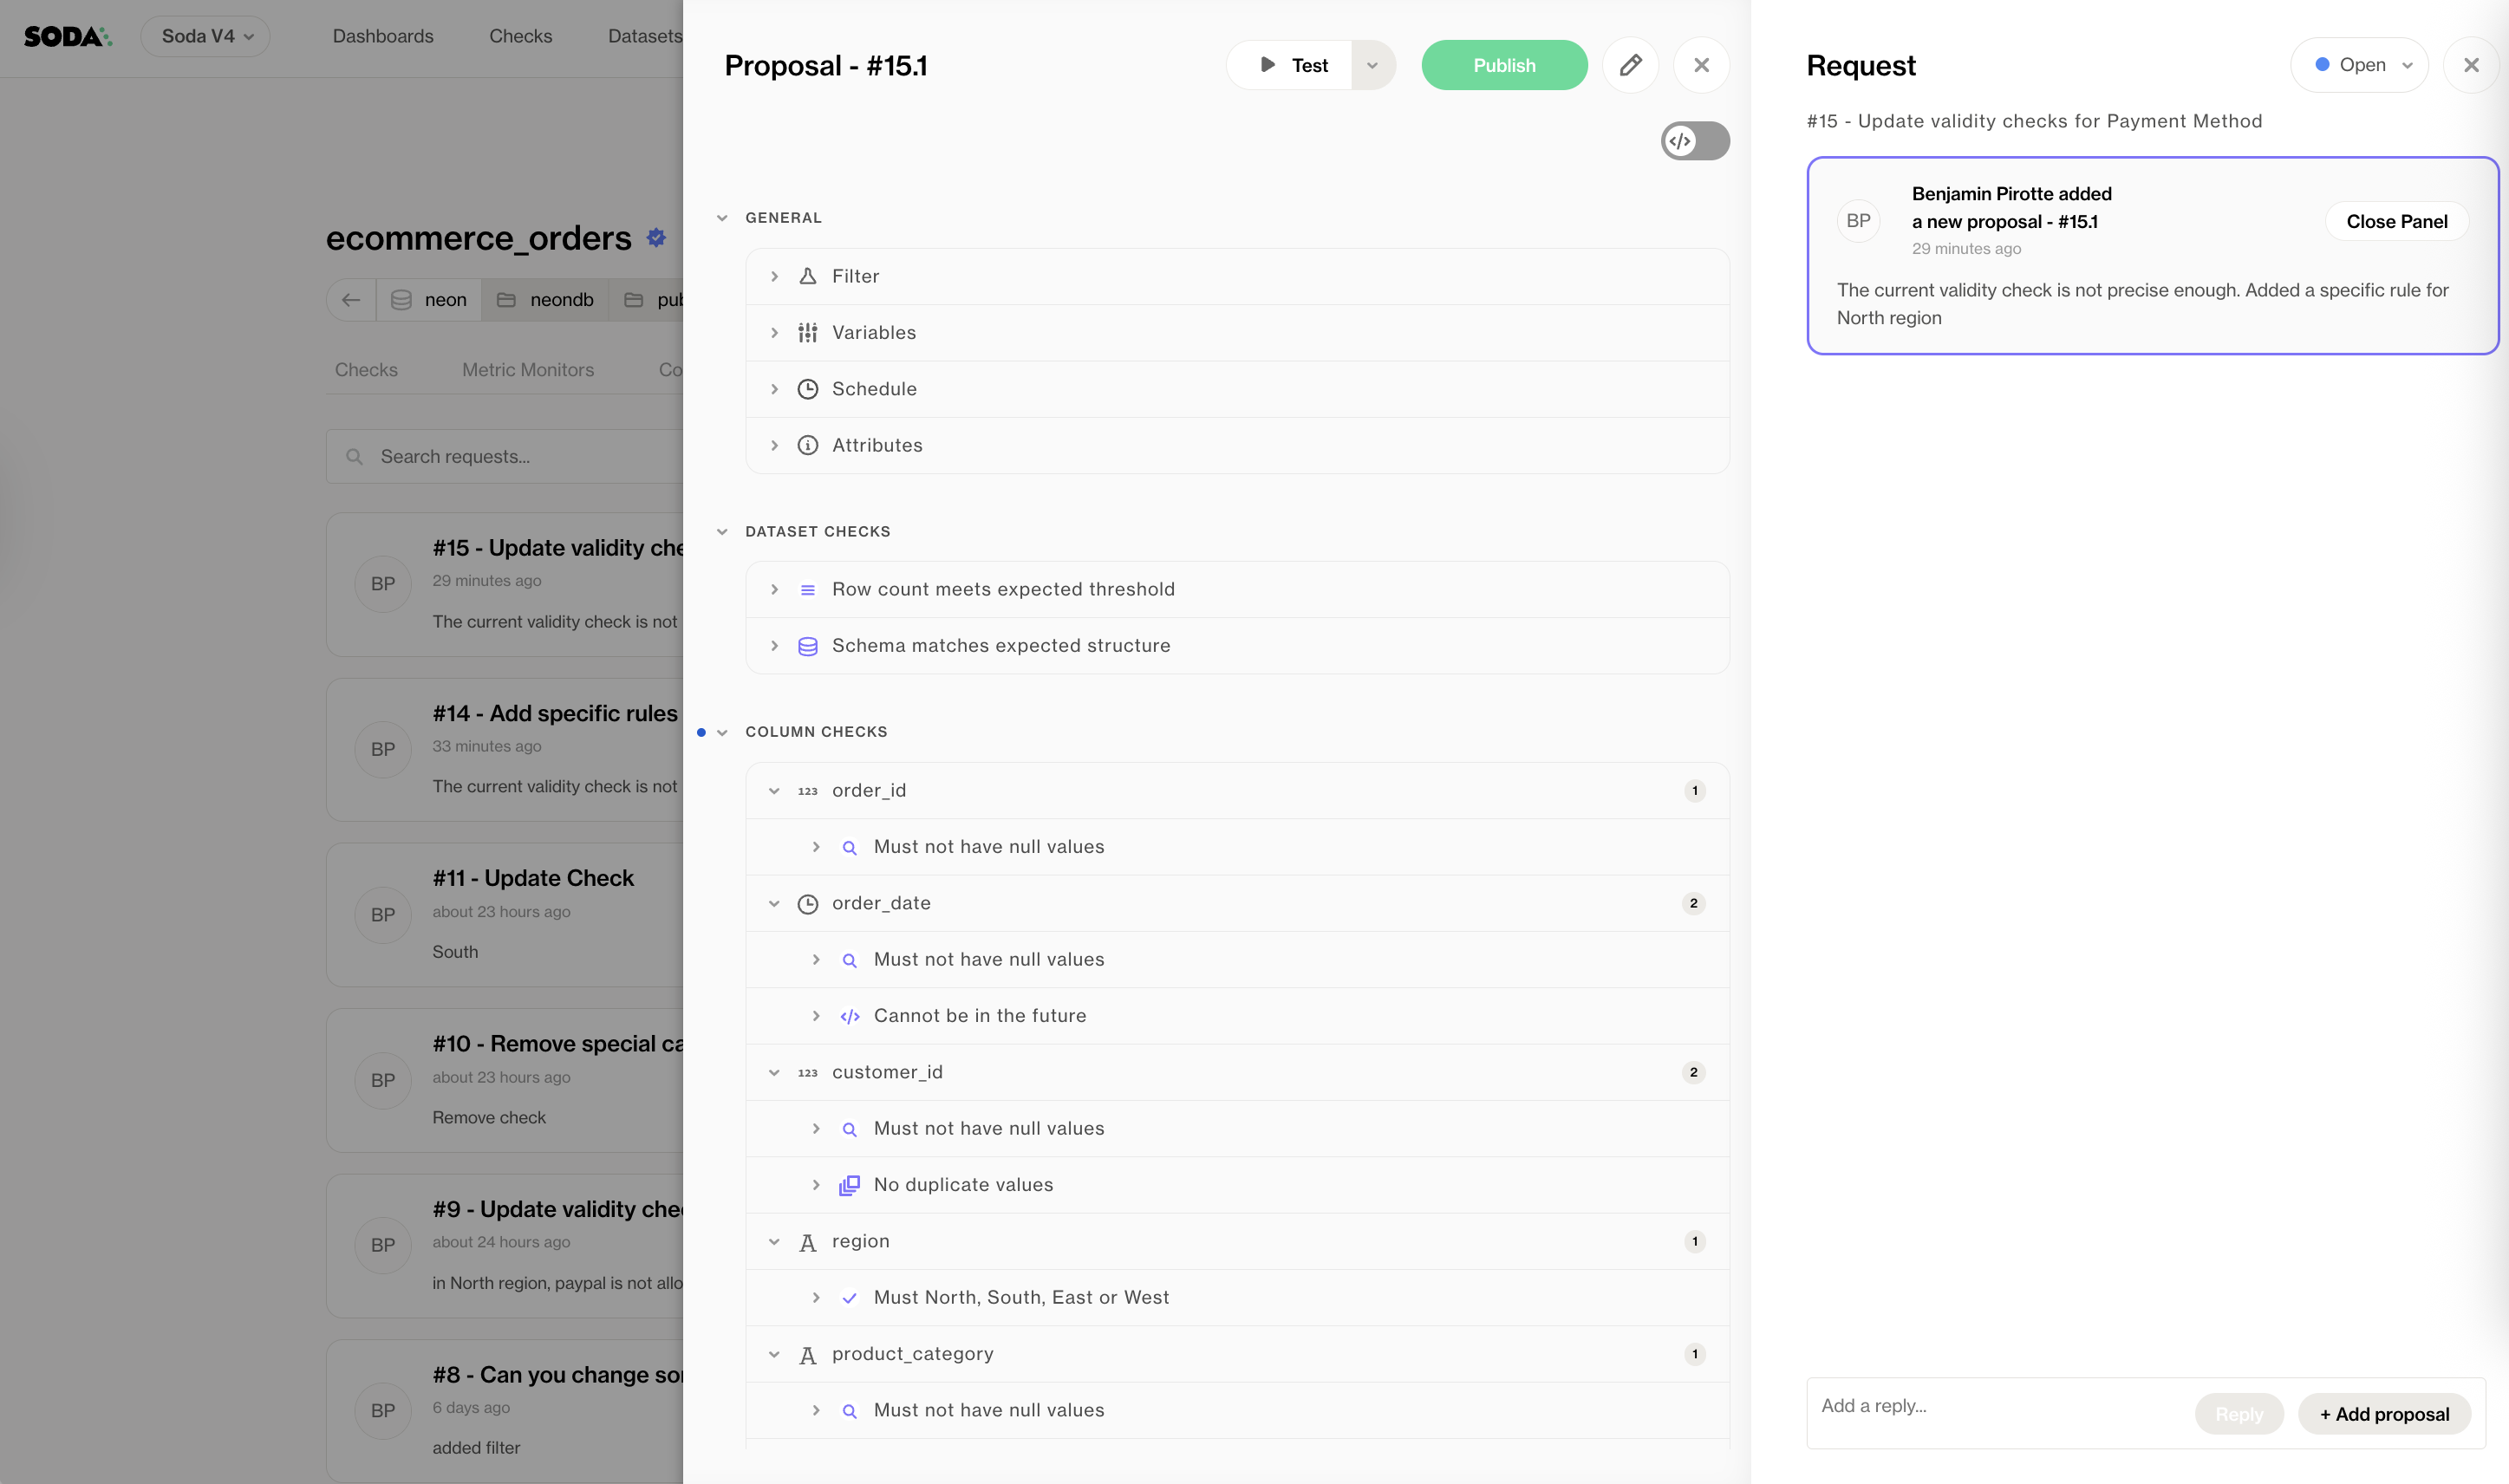 SODA
Soda V4
Dashboards
Checks
Datasets
ecommerce_orders
neon
neondb
pub
Checks
Metric Monitors
Co
Search requests...
BP
#15 - Update validity che
29 minutes ago
The current validity check is not
BP
#14 - Add specific rules
33 minutes ago
The current validity check is not
BP
#11 - Update Check
about 23 hours ago
South
BP
#10 - Remove special ca
about 23 hours ago
Remove check
BP
#9 - Update validity che
about 24 hours ago
in North region, paypal is not allo
BP
#8 - Can you change so
6 days ago
added filter
Proposal - #15.1
Test
Publish
</>
GENERAL
Filter
Variables
Schedule
Attributes
DATASET CHECKS
Row count meets expected threshold
Schema matches expected structure
COLUMN CHECKS
123 order_id 1
Must not have null values
order_date 2
Must not have null values
</> Cannot be in the future
123 customer_id 2
Must not have null values
No duplicate values
A region 1
Must North, South, East or West
A product_category 1
Must not have null values
Request
Open
#15 - Update validity checks for Payment Method
BP
Benjamin Pirotte added
a new proposal - #15.1
29 minutes ago
Close Panel
The current validity check is not precise enough. Added a specific rule for
North region
Add a reply...
Reply
+ Add proposal